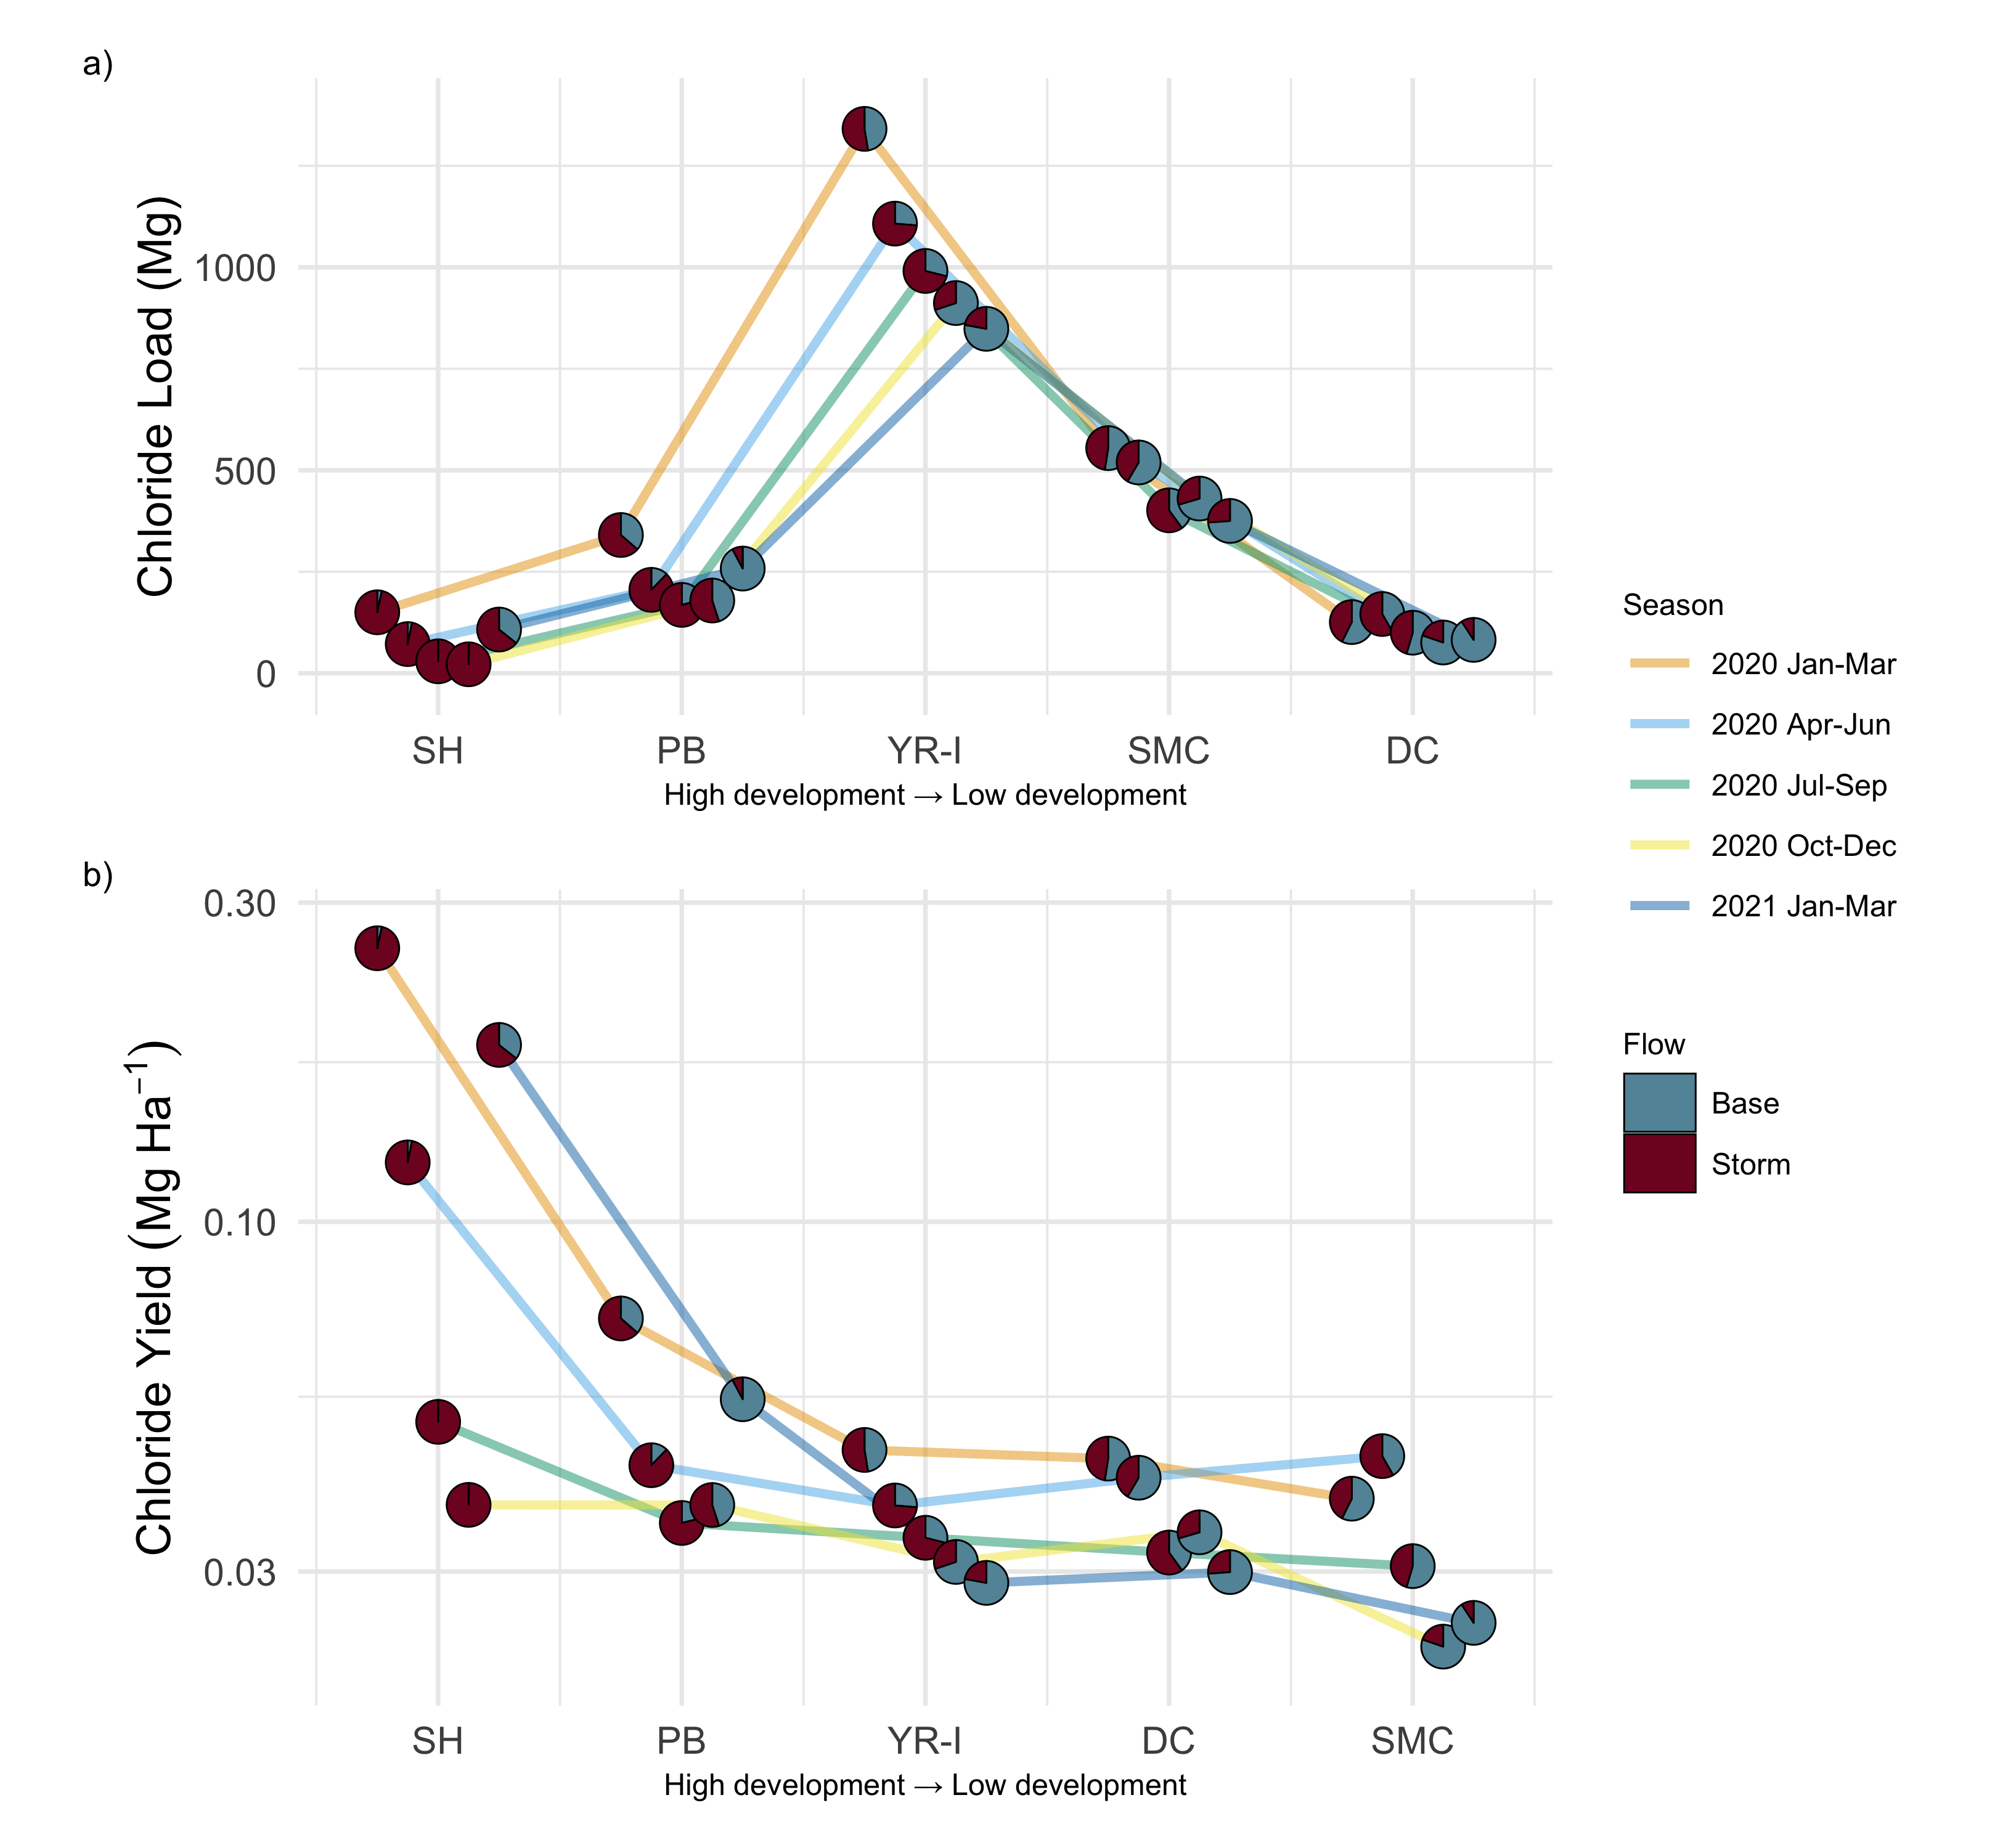 a)
Chloride Load (Mg)
1000
500
0
SH PB YR-I SMC DC
High development → Low development
b)
Chloride Yield (Mg Ha⁻¹)
0.30
0.10
0.03
SH PB YR-I DC SMC
High development → Low development
Season
2020 Jan-Mar
2020 Apr-Jun
2020 Jul-Sep
2020 Oct-Dec
2021 Jan-Mar
Flow
Base
Storm